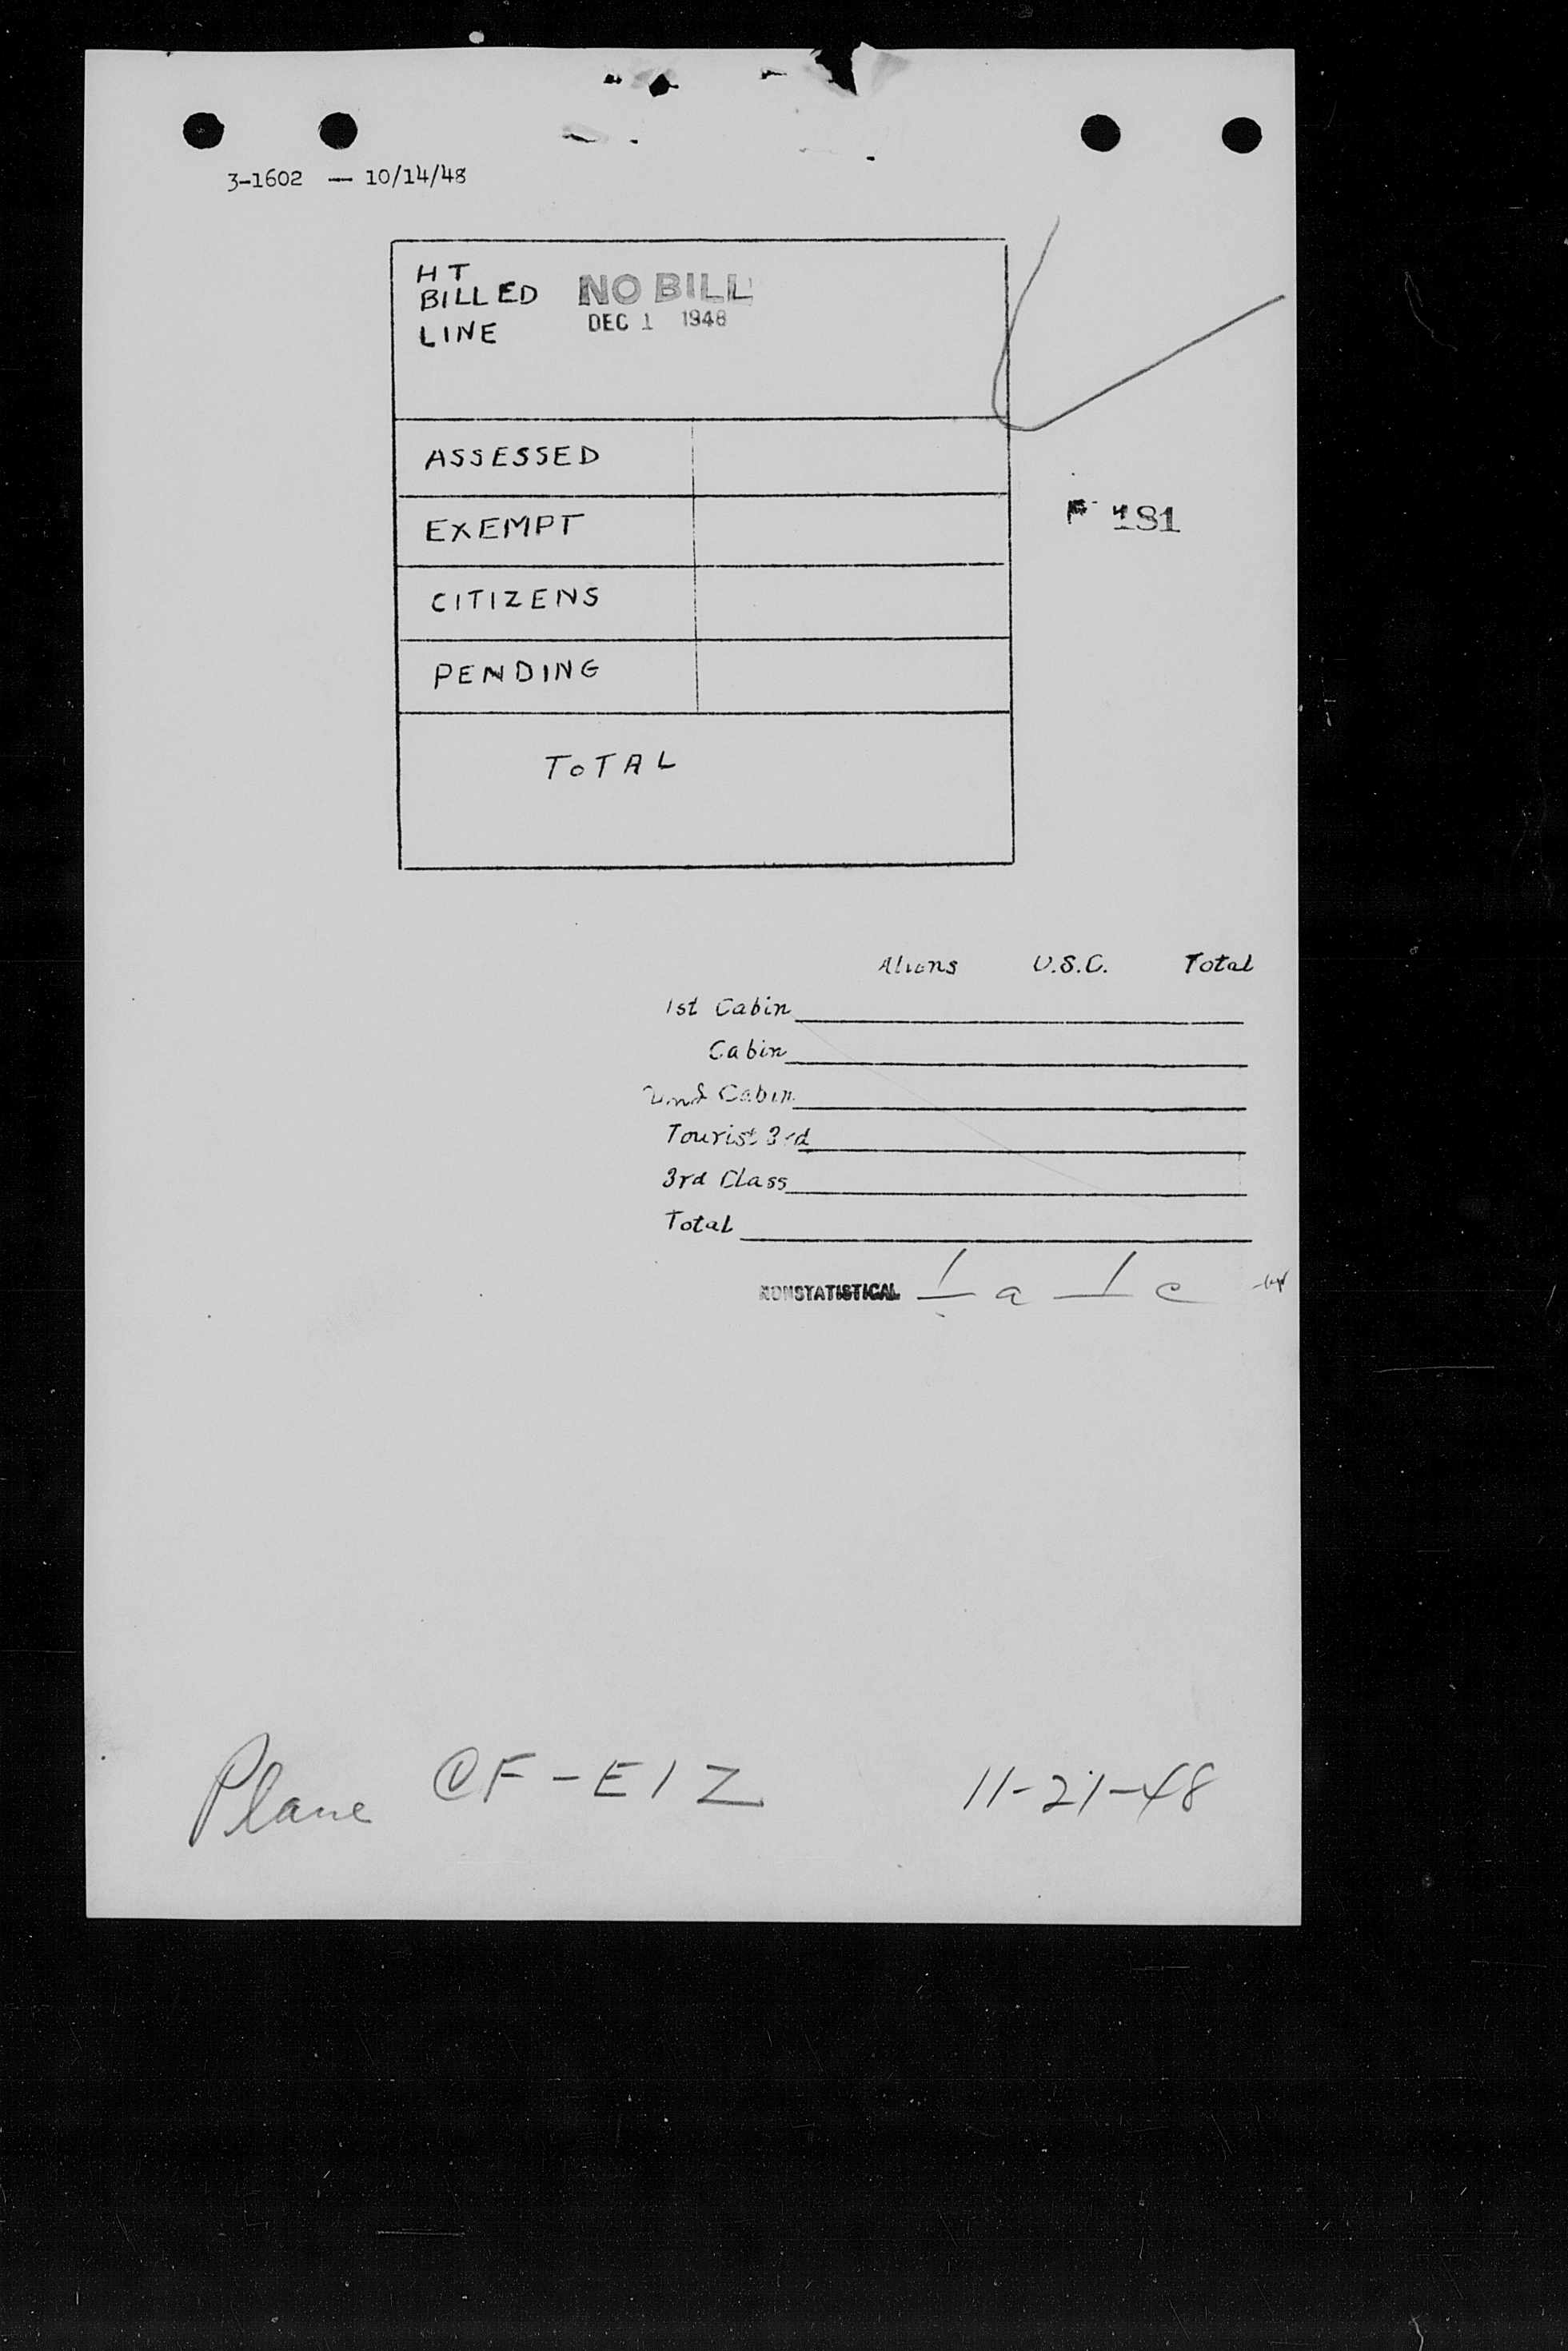 3-1602 — 10/14/48
HT
BILLED NO BILL
LINE DEC 1 1948
ASSESSED
EXEMPT
181
CITIZENS
PENDING
TOTAL
Aliens U.S.C. Total
1st Cabin
Cabin
2nd Cabin
Tourist 3rd
3rd Class
Total
NONSTATISTICAL 1 a 1 c
Plane CF-EIZ 11-21-48